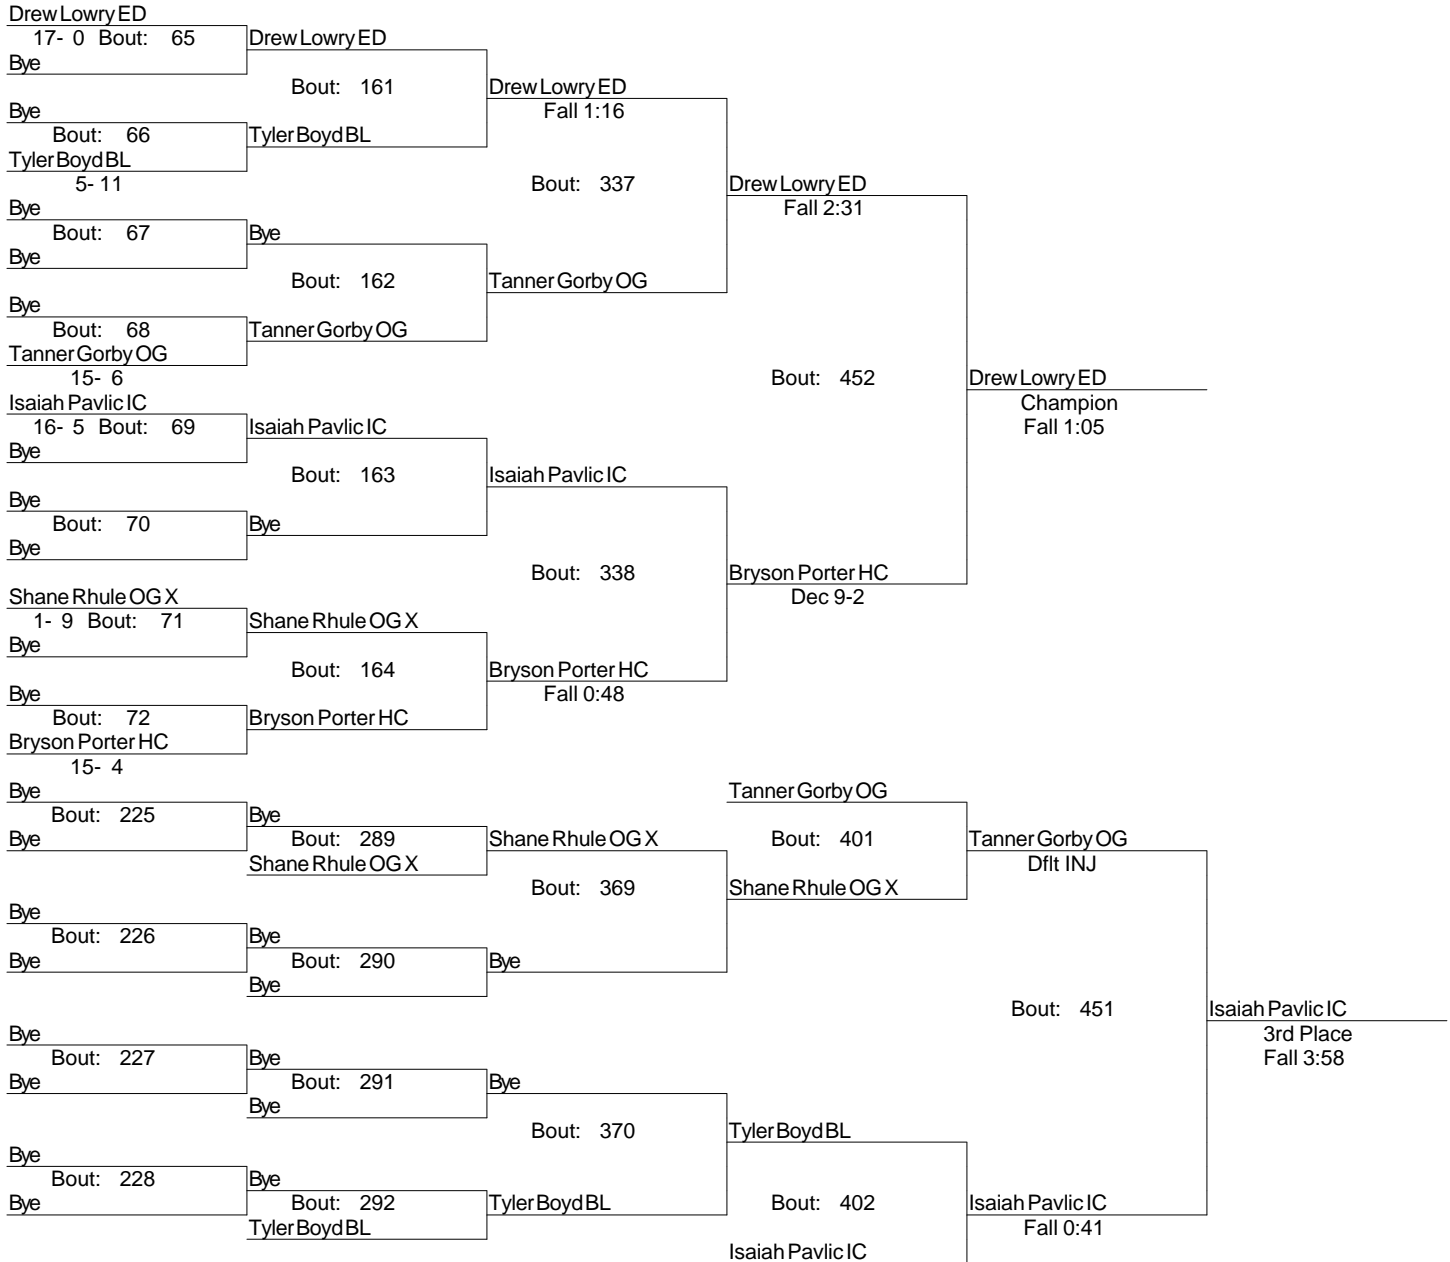 Drew Lowry ED
17- 0 Bout: 65 Drew Lowry ED
Bye
Bout: 161 Drew Lowry ED
Bye Fall 1:16
Bout: 66 Tyler Boyd BL
Tyler Boyd BL
5- 11 Bout: 337 Drew Lowry ED
Bye Fall 2:31
Bout: 67 Bye
Bye
Bout: 162 Tanner Gorby OG
Bye
Bout: 68 Tanner Gorby OG
Tanner Gorby OG
15- 6 Bout: 452 Drew Lowry ED
Isaiah Pavlic IC Champion
16- 5 Bout: 69 Isaiah Pavlic IC Fall 1:05
Bye
Bout: 163 Isaiah Pavlic IC
Bye
Bout: 70 Bye
Bye
Bout: 338 Bryson Porter HC
Shane Rhule OG X Dec 9-2
1- 9 Bout: 71 Shane Rhule OG X
Bye
Bout: 164 Bryson Porter HC
Bye Fall 0:48
Bout: 72 Bryson Porter HC
Bryson Porter HC
15- 4
Bye Tanner Gorby OG
Bout: 225 Bye
Bye Bout: 289 Shane Rhule OG X Bout: 401 Tanner Gorby OG
Shane Rhule OG X Dflt INJ
Bout: 369 Shane Rhule OG X
Bye
Bout: 226 Bye
Bye Bout: 290 Bye
Bye
Bout: 451 Isaiah Pavlic IC
Bye 3rd Place
Bout: 227 Bye Fall 3:58
Bye Bout: 291 Bye
Bye
Bout: 370 Tyler Boyd BL
Bye
Bout: 228 Bye
Bye Bout: 292 Tyler Boyd BL Bout: 402 Isaiah Pavlic IC
Tyler Boyd BL Fall 0:41
Isaiah Pavlic IC